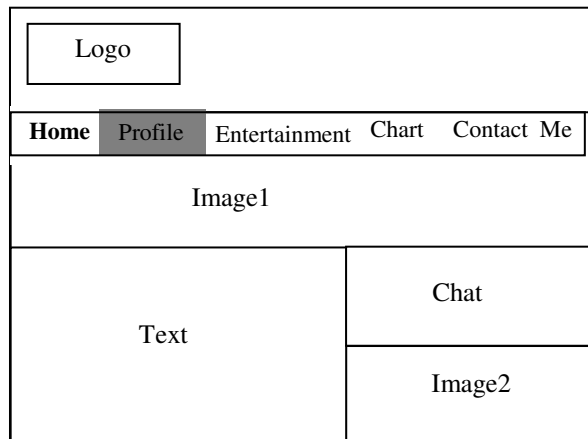 Logo
Home Profile Entertainment Chart Contact Me
Image1
Chat
Text
Image2